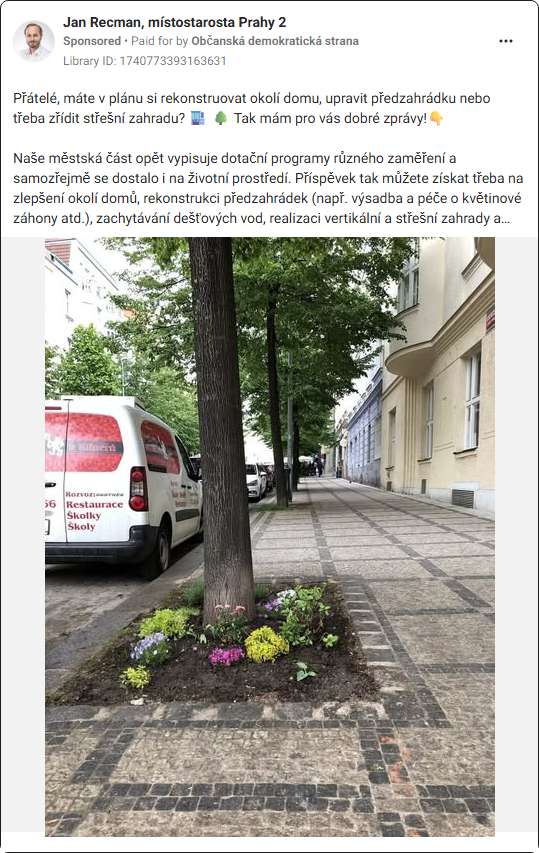 Jan Recman, místostarosta Prahy 2
Sponsored • Paid for by Občanská demokratická strana
Library ID: 1740773393163631
Přátelé, máte v plánu si rekonstruovat okolí domu, upravit předzahrádku nebo
třeba zřídit střešní zahradu? 🏙️ 🌳 Tak mám pro vás dobré zprávy!👇
Naše městská část opět vypisuje dotační programy různého zaměření a
samozřejmě se dostalo i na životní prostředí. Příspěvek tak můžete získat třeba na
zlepšení okolí domů, rekonstrukci předzahrádek (např. výsadba a péče o květinové
záhony atd.), zachytávání dešťových vod, realizaci vertikální a střešní zahrady a…
Rozvoz:
Restaurace
Školky
Školy